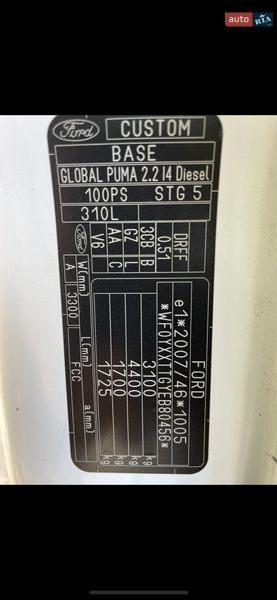 auto RIA
Ford
CUSTOM
BASE
GLOBAL PUMA 2.2 I4 Diesel
100PS STG 5
310L
FORD
e1*2007/46*1005
*WF0YXXTTGYEB80456*
3100 kg
4400 kg
1700 kg
1725 kg
DRFF
0.51
3CB B
GZ L
AA C
V6
Ford
W(mm) L(mm) a(mm)
A 3300 FCC